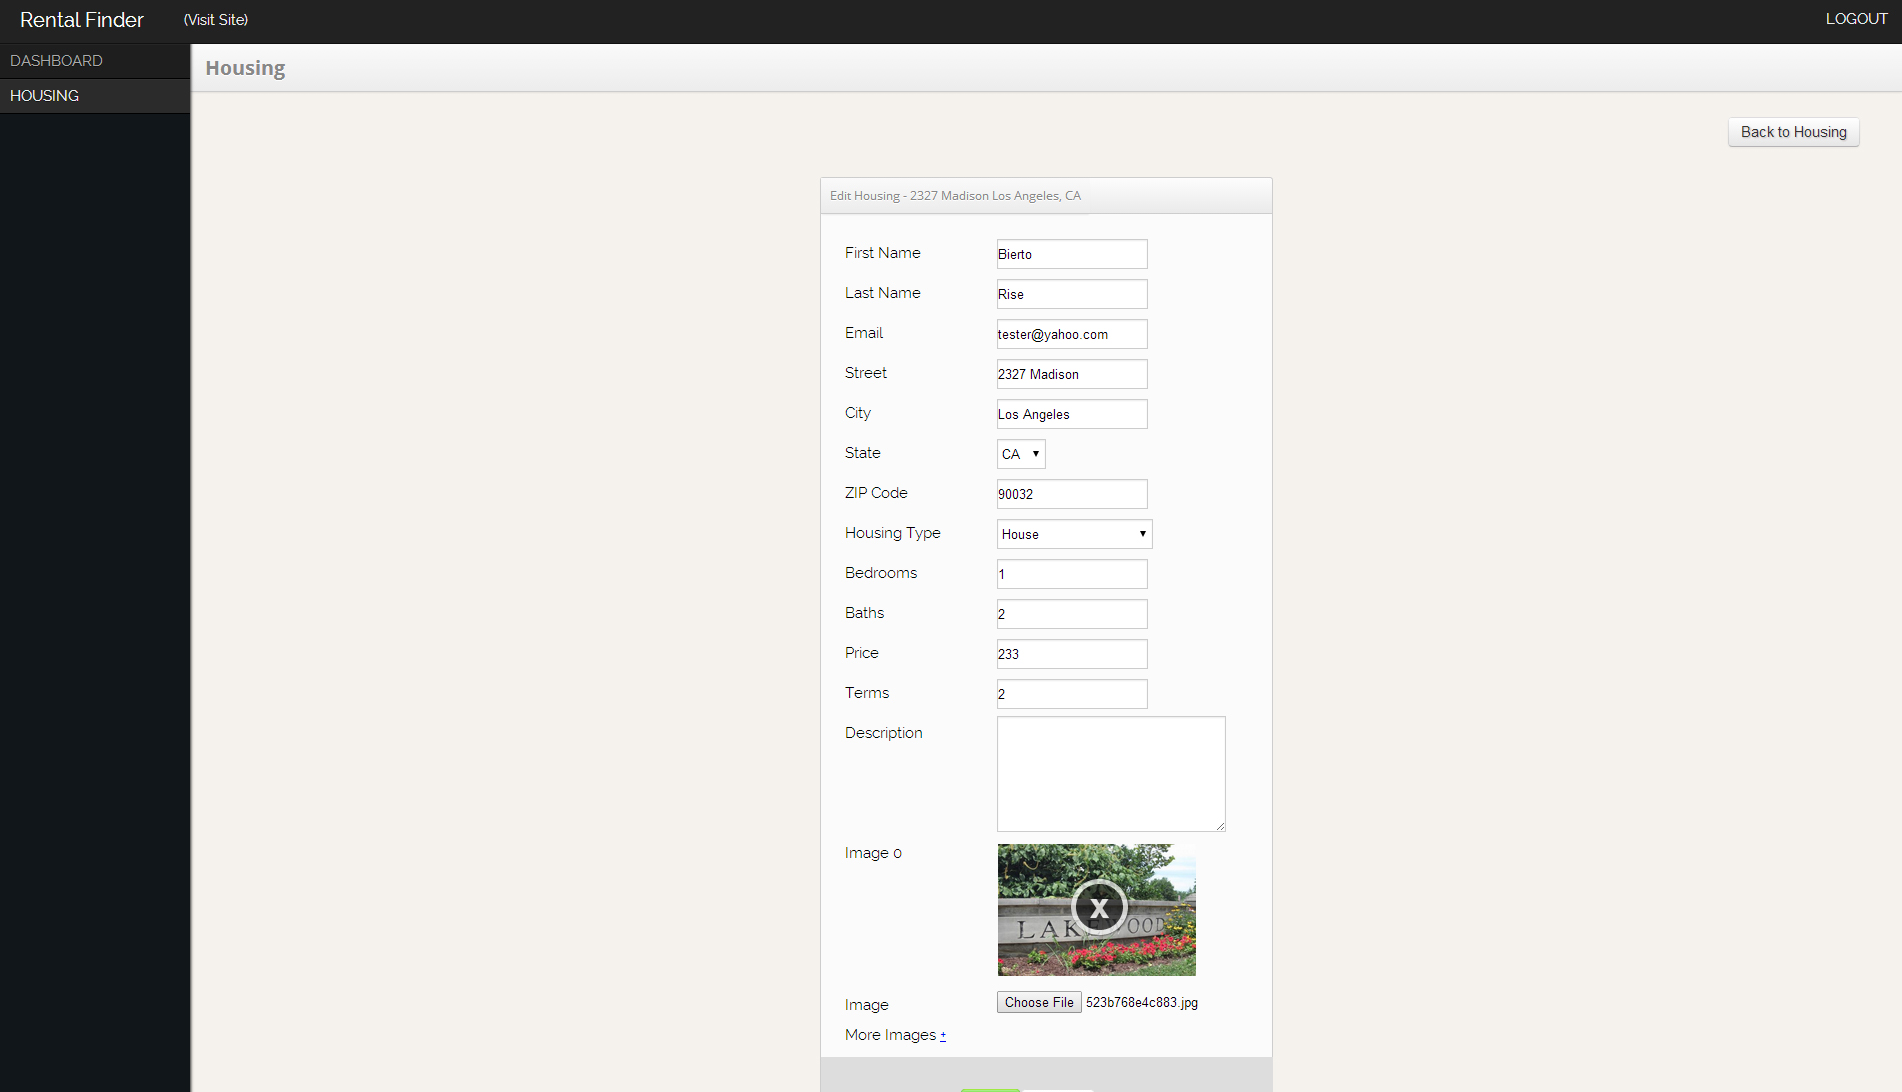 Rental Finder (Visit Site) LOGOUT
DASHBOARD
HOUSING
Housing
Back to Housing
Edit Housing - 2327 Madison Los Angeles, CA
First Name Bierto
Last Name Rise
Email tester@yahoo.com
Street 2327 Madison
City Los Angeles
State CA
ZIP Code 90032
Housing Type House
Bedrooms 1
Baths 2
Price 233
Terms 2
Description
Image 0
X
LAKEWOOD
Image Choose File 523b768e4c883.jpg
More Images +